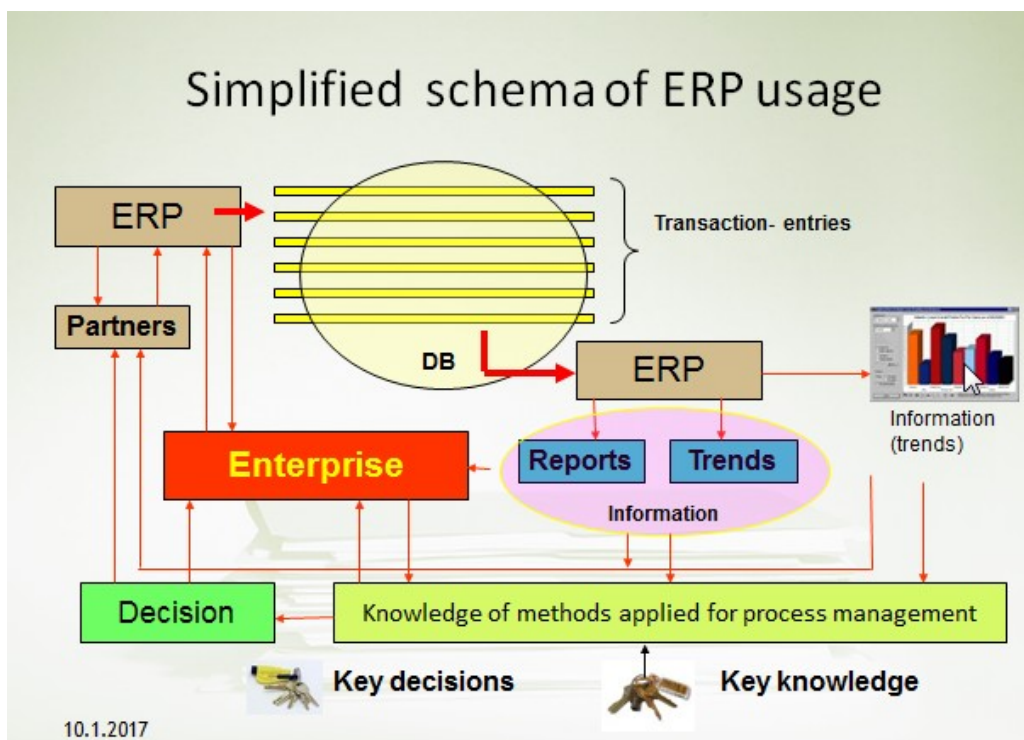 Simplified schema of ERP usage
ERP
Transaction- entries
Partners
DB
ERP
Information
(trends)
Enterprise
Reports
Trends
Information
Decision
Knowledge of methods applied for process management
Key decisions
Key knowledge
10.1.2017